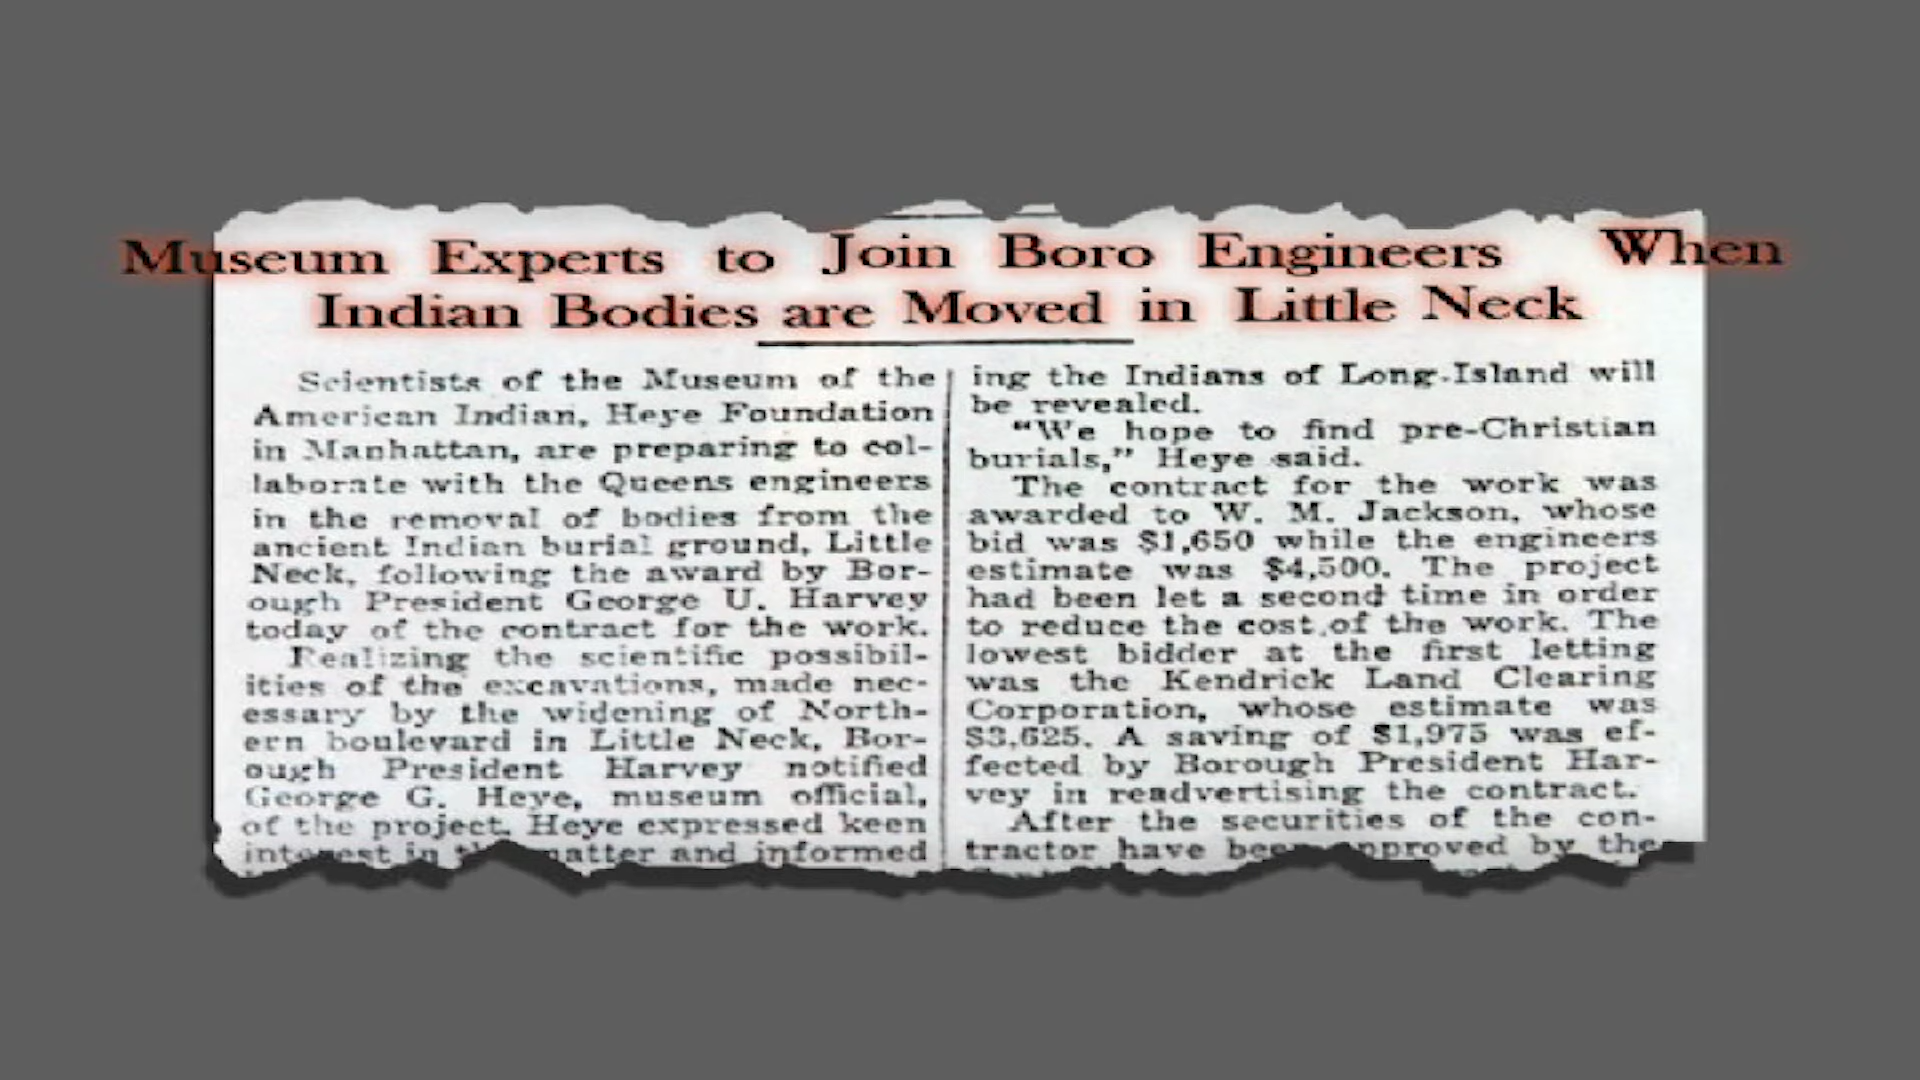 Museum Experts to Join Boro Engineers When
Indian Bodies are Moved in Little Neck
Scientists of the Museum of the
American Indian, Heye Foundation
in Manhattan, are preparing to col-
laborate with the Queens engineers
in the removal of bodies from the
ancient Indian burial ground, Little
Neck, following the award by Bor-
ough President George U. Harvey
today of the contract for the work.
Realizing the scientific possibil-
ities of the excavations, made nec-
essary by the widening of North-
ern boulevard in Little Neck, Bor-
ough President Harvey notified
George G. Heye, museum official,
of the project. Heye expressed keen
interest in the matter and informed
ing the Indians of Long Island will
be revealed.
"We hope to find pre-Christian
burials," Heye said.
The contract for the work was
awarded to W. M. Jackson, whose
bid was $1,650 while the engineers
estimate was $4,500. The project
had been let a second time in order
to reduce the cost of the work. The
lowest bidder at the first letting
was the Kendrick Land Clearing
Corporation, whose estimate was
$3,625. A saving of $1,975 was ef-
fected by Borough President Har-
vey in readvertising the contract.
After the securities of the con-
tractor have been approved by the